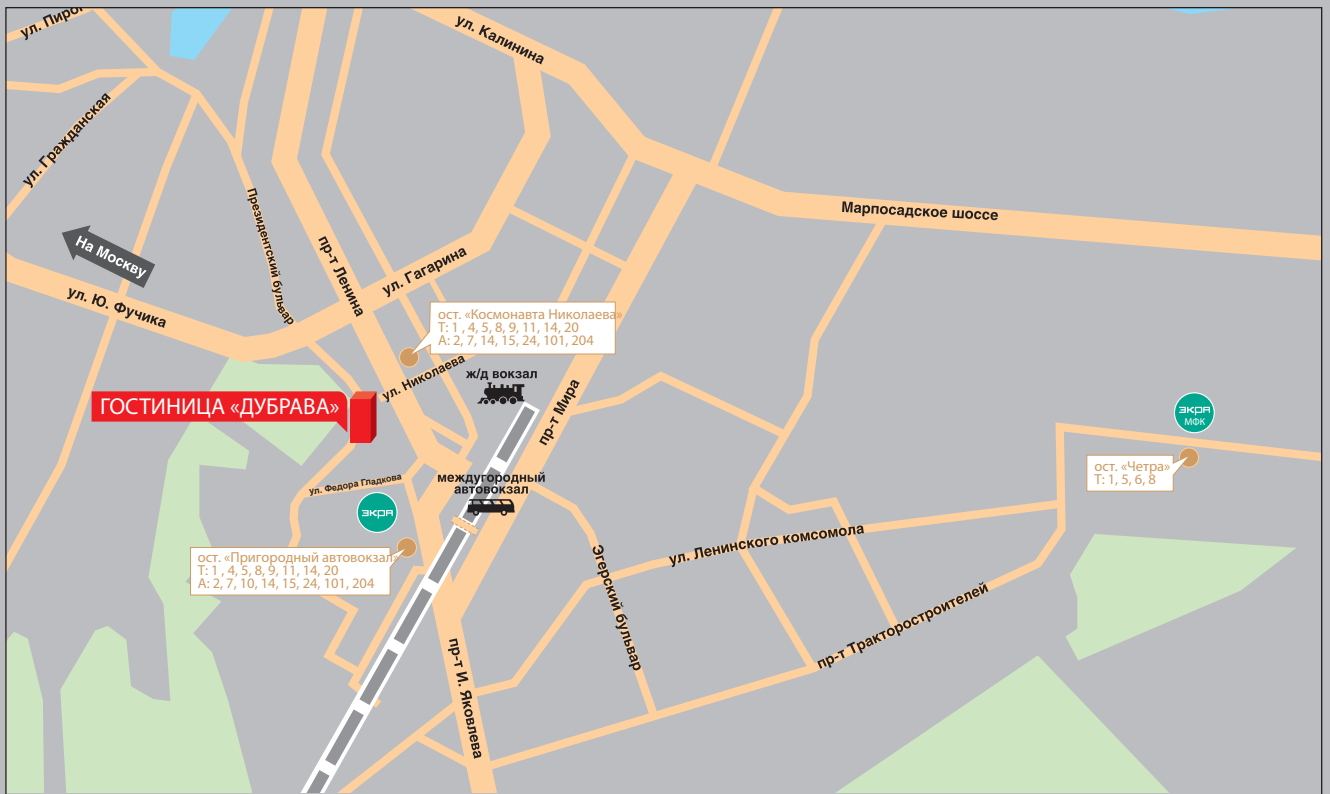 ул. Пирог
ул. Калинина
ул. Гражданская
Президентский бульвар
Марпосадское шоссе
На Москву
пр-т Ленина
ул. Гагарина
ул. Ю. Фучика
ост. «Космонавта Николаева»
Т: 1 , 4, 5, 8, 9, 11, 14, 20
А: 2, 7, 14, 15, 24, 101, 204
ул. Николаева
ж/д вокзал
ГОСТИНИЦА «ДУБРАВА»
пр-т Мира
ЭКРА
МФК
ост. «Четра»
Т: 1, 5, 6, 8
междугородный
автовокзал
ул. Федора Гладкова
ЭКРА
ост. «Пригородный автовокзал»
Т: 1 , 4, 5, 8, 9, 11, 14, 20
А: 2, 7, 10, 14, 15, 24, 101, 204
ул. Ленинского комсомола
Эгерский бульвар
пр-т Тракторостроителей
пр-т И. Яковлева